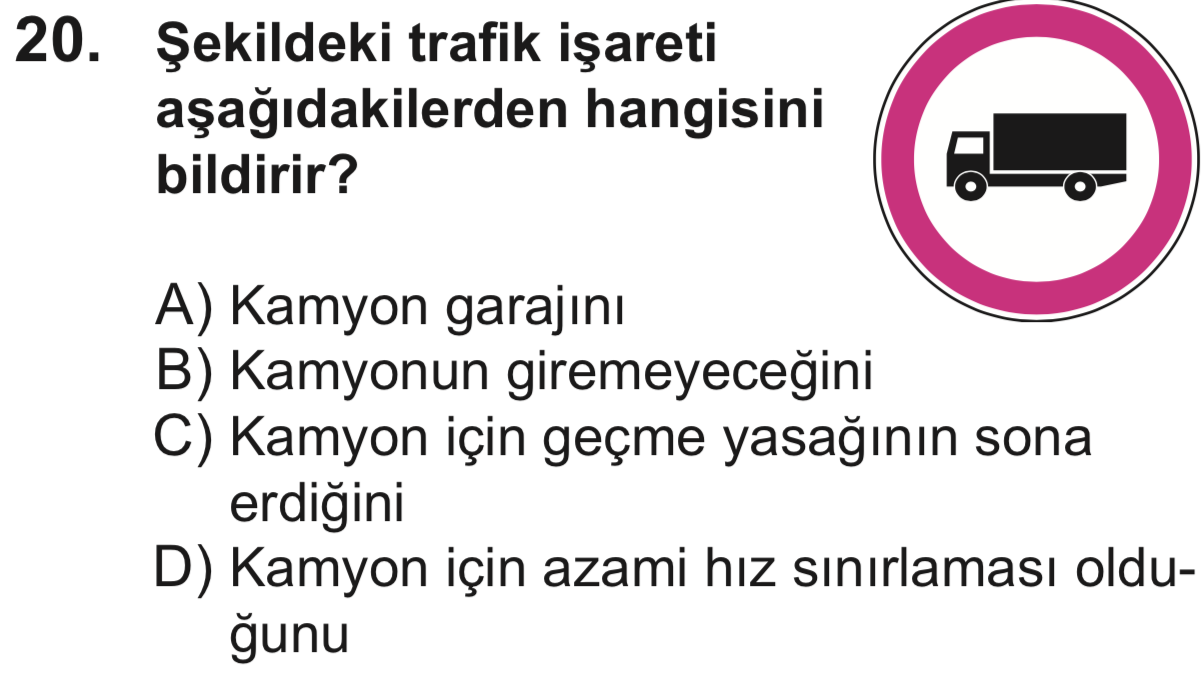 20. Şekildeki trafik işareti
aşağıdakilerden hangisini
bildirir?
A) Kamyon garajını
B) Kamyonun giremeyeceğini
C) Kamyon için geçme yasağının sona
erdiğini
D) Kamyon için azami hız sınırlaması oldu-
ğunu